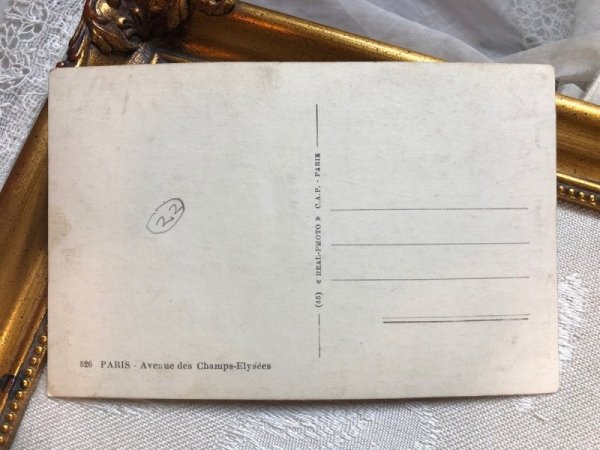 22
(45) « REAL-PHOTO » C.A.P. - PARIS
526 PARIS - Avenue des Champs-Elysées